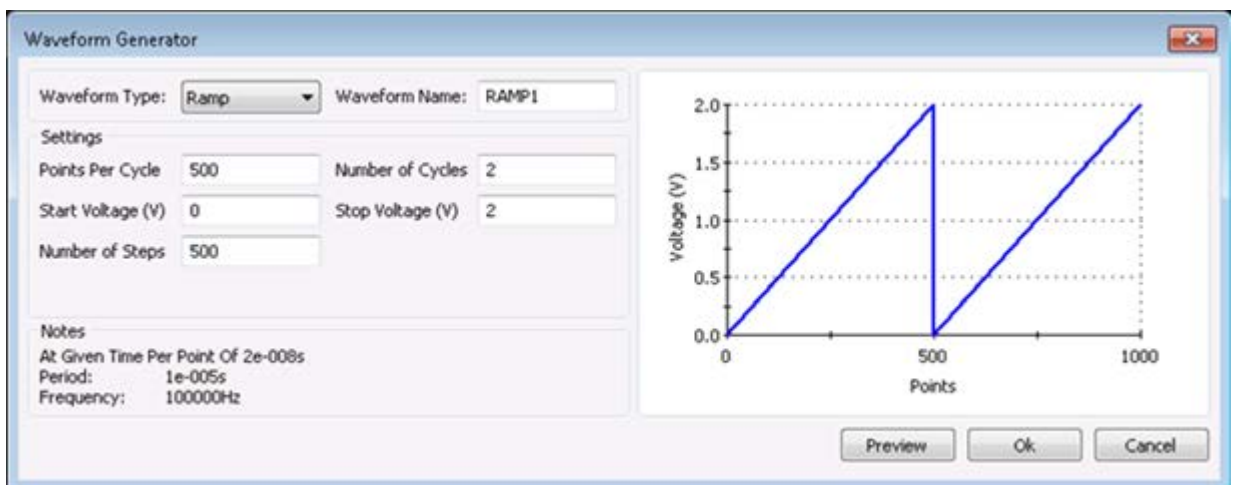 Waveform Generator
Waveform Type: Ramp Waveform Name: RAMP1
Settings
Points Per Cycle 500 Number of Cycles 2
Start Voltage (V) 0 Stop Voltage (V) 2
Number of Steps 500
Notes
At Given Time Per Point Of 2e-008s
Period: 1e-005s
Frequency: 100000Hz
Voltage (V)
2.0
1.5
1.0
0.5
0.0
0 500 1000
Points
Preview Ok Cancel